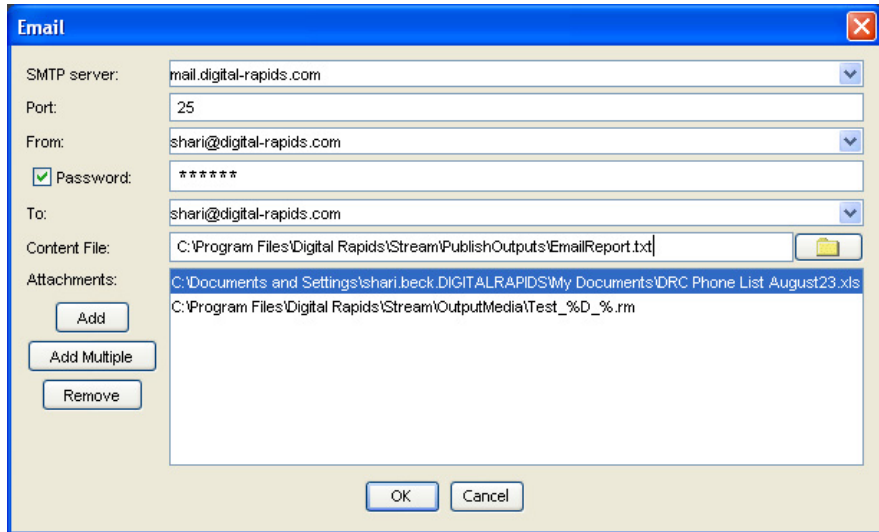 Email
SMTP server: mail.digital-rapids.com
Port: 25
From: shari@digital-rapids.com
Password: ******
To: shari@digital-rapids.com
Content File: C:\Program Files\Digital Rapids\Stream\PublishOutputs\EmailReport.txt
Attachments: C:\Documents and Settings\shari.beck.DIGITALRAPIDS\My Documents\DRC Phone List August23.xls
C:\Program Files\Digital Rapids\Stream\OutputMedia\Test_%D_%.rm
Add
Add Multiple
Remove
OK Cancel